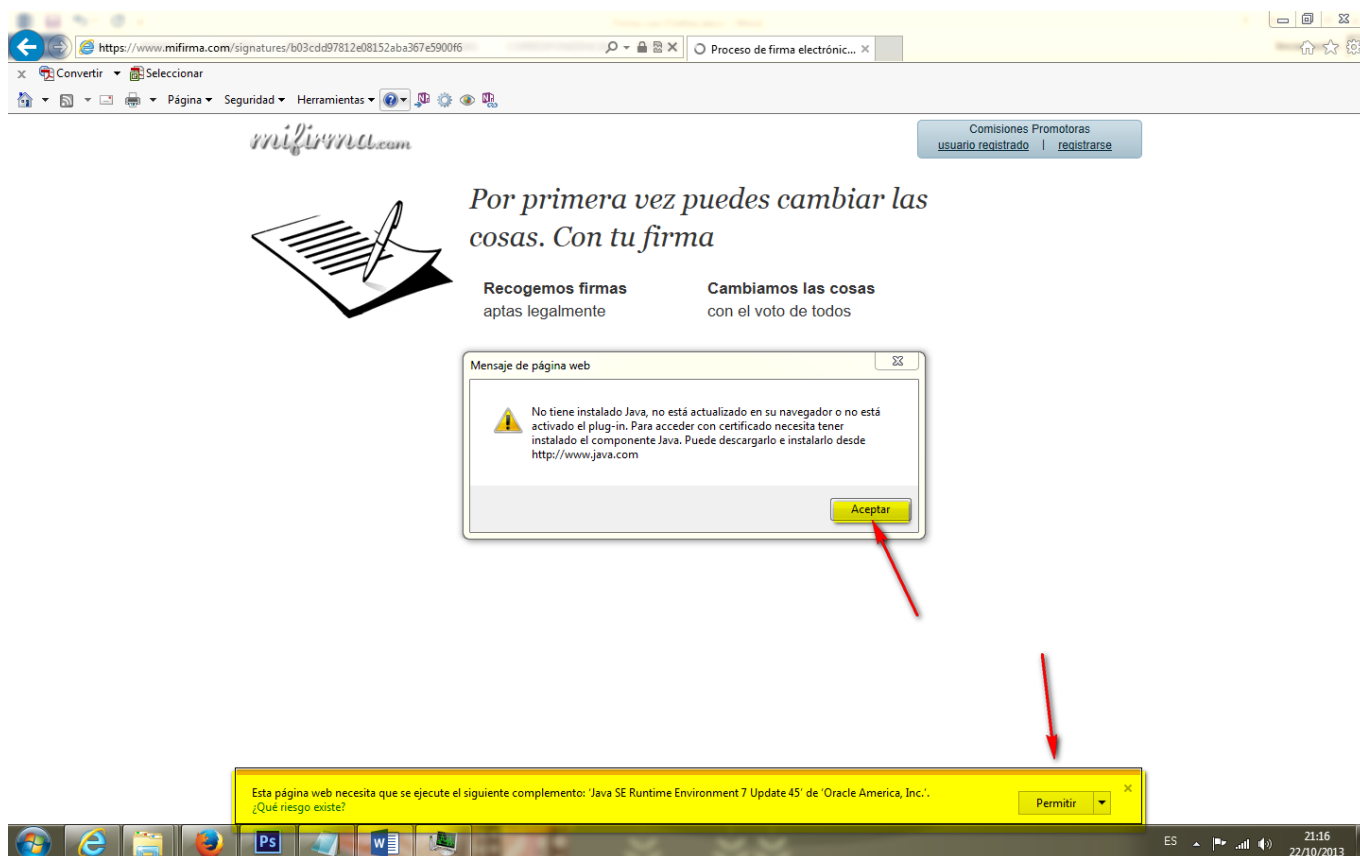 https://www.mifirma.com/signatures/b03cdd97812e08152aba367e5900f6
Proceso de firma electrónic...
x Convertir Seleccionar
Página Seguridad Herramientas
mifirma.com
Comisiones Promotoras
usuario registrado | registrarse
Por primera vez puedes cambiar las
cosas. Con tu firma
Recogemos firmas Cambiamos las cosas
aptas legalmente con el voto de todos
Mensaje de página web
No tiene instalado Java, no está actualizado en su navegador o no está
activado el plug-in. Para acceder con certificado necesita tener
instalado el componente Java. Puede descargarlo e instalarlo desde
http://www.java.com
Aceptar
Esta página web necesita que se ejecute el siguiente complemento: 'Java SE Runtime Environment 7 Update 45' de 'Oracle America, Inc.'.
¿Qué riesgo existe?
Permitir
Ps
W
ES
21:16
22/10/2013